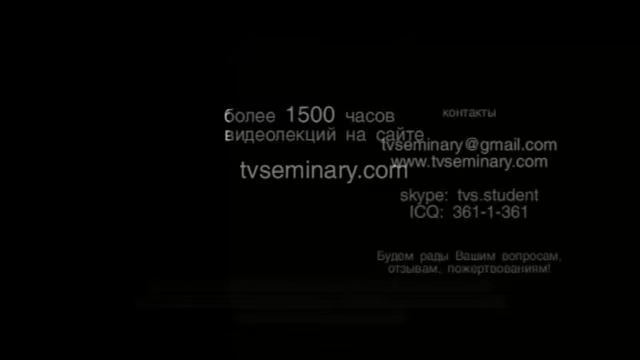 более 1500 часов
видеолекций на сайте
tvseminary.com
контакты
tvseminary@gmail.com
www.tvseminary.com
skype: tvs.student
ICQ: 361-1-361
Будем рады Вашим вопросам,
отзывам, пожертвованиям!